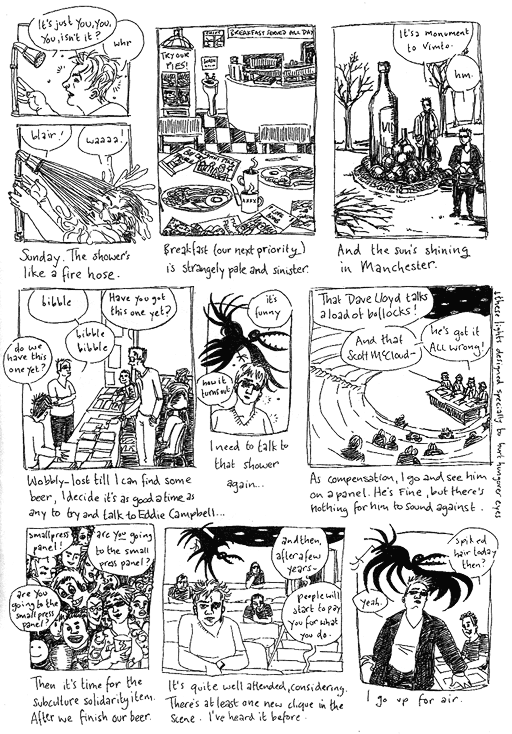 It's just you, you,
you, isn't it?
whr
blair!
waaaa!
Sunday. The shower's
like a fire hose.
BREAKFAST SERVED ALL DAY
TRY OUR
PIES!
Breakfast (our next priority)
is strangely pale and sinister.
It's a monument
to Vimto.
hm.
And the sun's shining
in Manchester.
bibble
Have you got
this one yet?
bibble
bibble
do we
have this
one yet?
Wobbly-lost till I can find some
beer, I decide it's as good a time as
any to try and talk to Eddie Campbell...
it's
funny
how it
turns out
I need to talk to
that shower
again...
That Dave Lloyd talks
a load of bollocks!
And that
Scott McCloud-
he's got it
ALL wrong!
these lights designed specially to hurt hungover eyes
As compensation, I go and see him
on a panel. He's Fine, but there's
nothing for him to sound against.
smallpress
panel!
are you going
to the small
press panel?
are you
going to the
smallpress
panel?
Then it's time for the
subculture solidarity item.
After we finish our beer.
and then,
after a few
years-
people will
start to pay
you for what
you do.
It's quite well attended, considering.
There's at least one new clique in the
scene. I've heard it before.
spiked
hair today
then?
Yeah.
I go up for air.